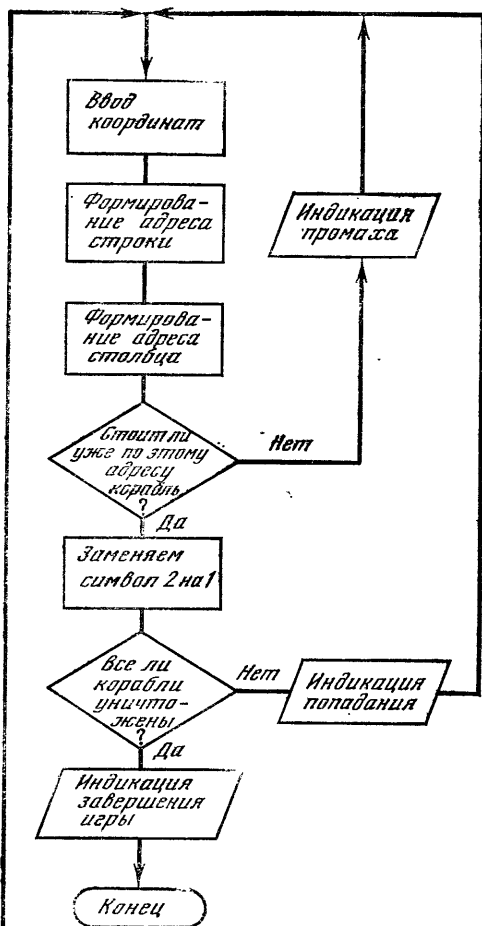 Ввод
координат
Формирова-
ние адреса
строки
Индикация
промаха
Формирова-
ние адреса
столбца
Стоит ли
уже по этому
адресу
корабль
?
Нет
Да
Заменяем
символ 2 на 1
Все ли
корабли
уничто-
жены
?
Нет
Индикация
попадания
Да
Индикация
завершения
игры
Конец